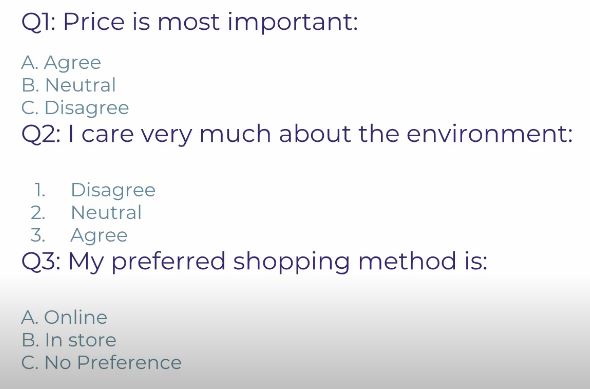 Q1: Price is most important:
A. Agree
B. Neutral
C. Disagree
Q2: I care very much about the environment:
1. Disagree
2. Neutral
3. Agree
Q3: My preferred shopping method is:
A. Online
B. In store
C. No Preference